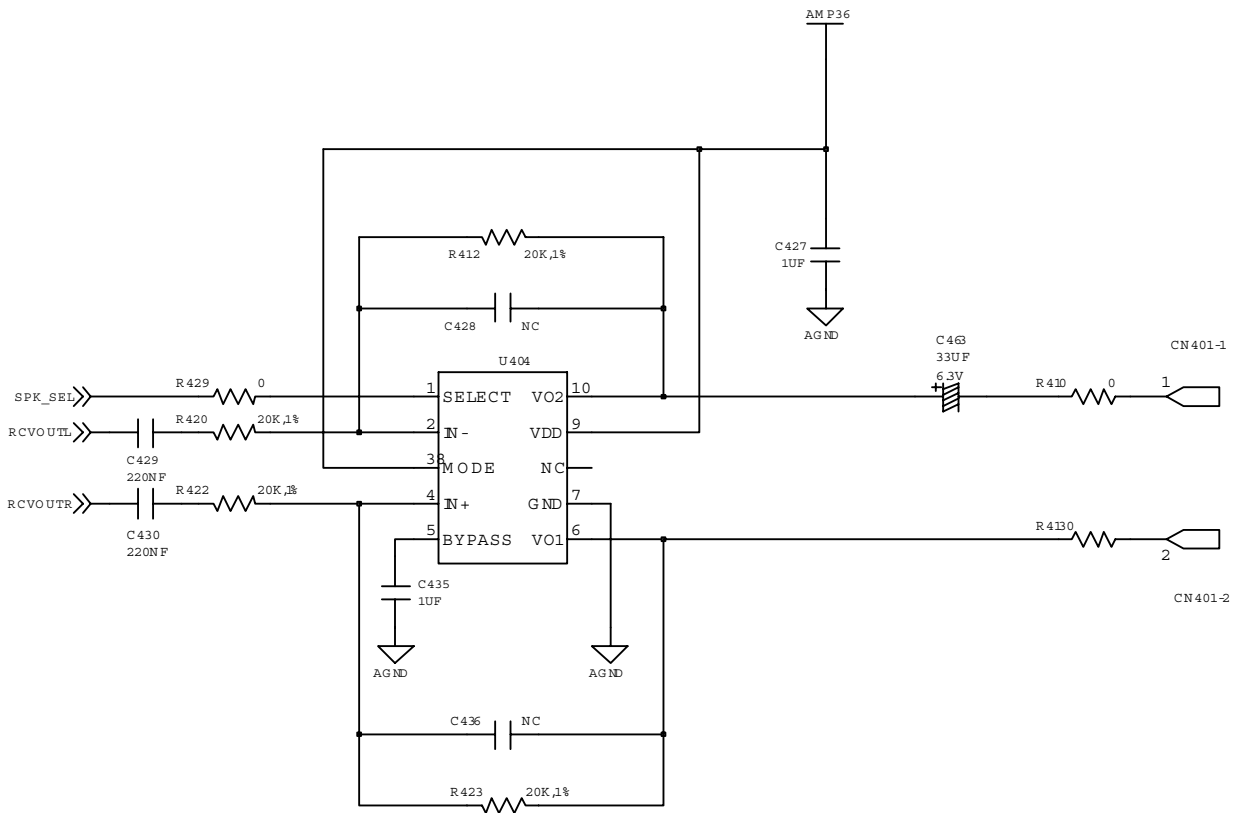 AMP36
R412 20K,1%
C427
1UF
C428 NC
AGND
U404
C463
33UF
6.3V
+
CN401-1
SPK_SEL
R429 0
1 SELECT VO2 10
R410 0
1
RCVOUTL
R420 20K,1%
2 IN- VDD 9
C429
220NF
3 8
MODE NC
RCVOUTR
R422 20K,1%
4 IN+ GND 7
C430
220NF
5 BYPASS VO1 6
R413 0
2
C435
1UF
CN401-2
AGND
AGND
C436 NC
R423 20K,1%